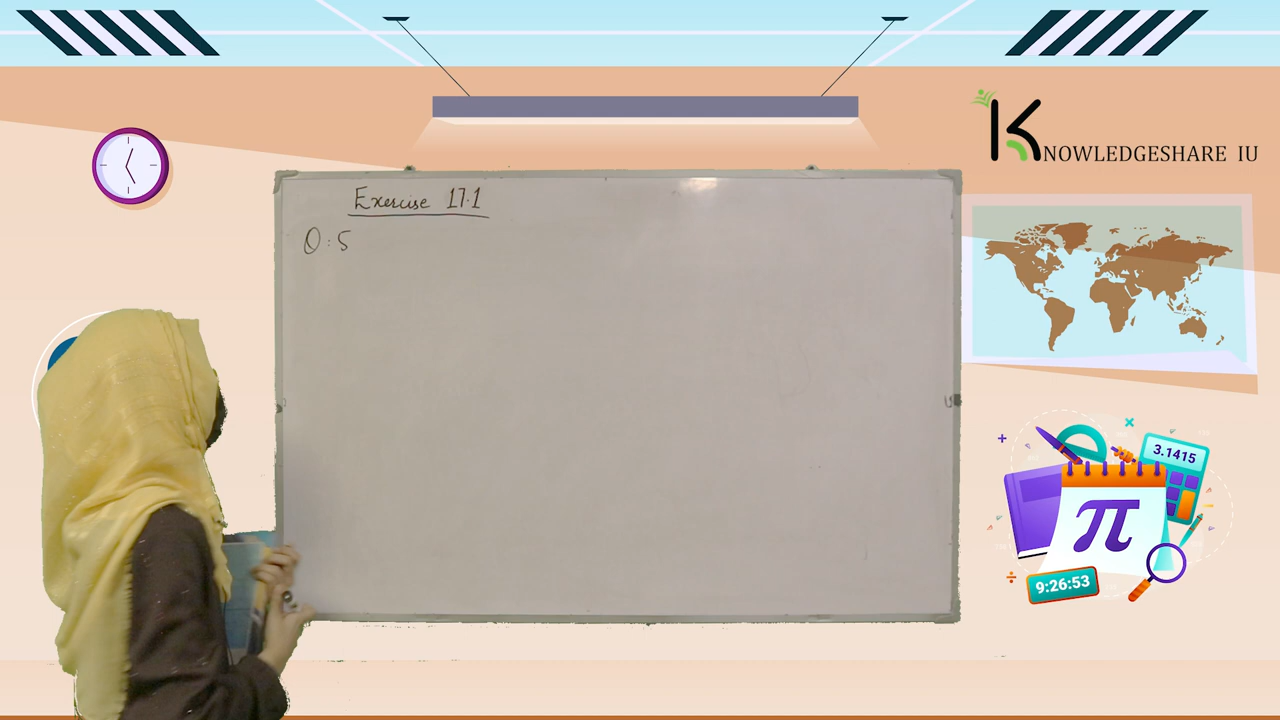 KNOWLEDGESHARE IU
Exercise 17.1
Q:5
3.1415
π
9:26:53